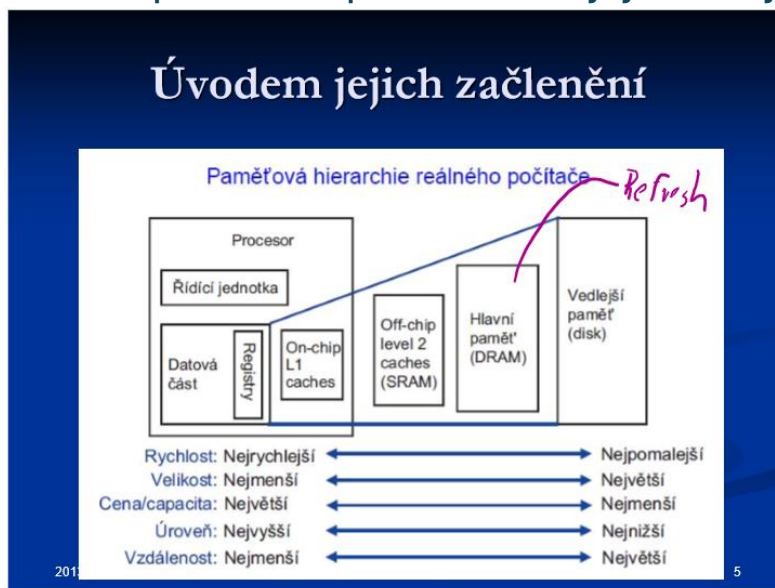 Úvodem jejich začlenění
Paměťová hierarchie reálného počítače
Refresh
Procesor
Řídící jednotka
Datová
část
Registry
On-chip
L1
caches
Off-chip
level 2
caches
(SRAM)
Hlavní
paměť
(DRAM)
Vedlejší
paměť
(disk)
Rychlost: Nejrychlejší Nejpomalejší
Velikost: Nejmenší Největší
Cena/capacita: Největší Nejmenší
Úroveň: Nejvyšší Nejnižší
Vzdálenost: Nejmenší Největší
5